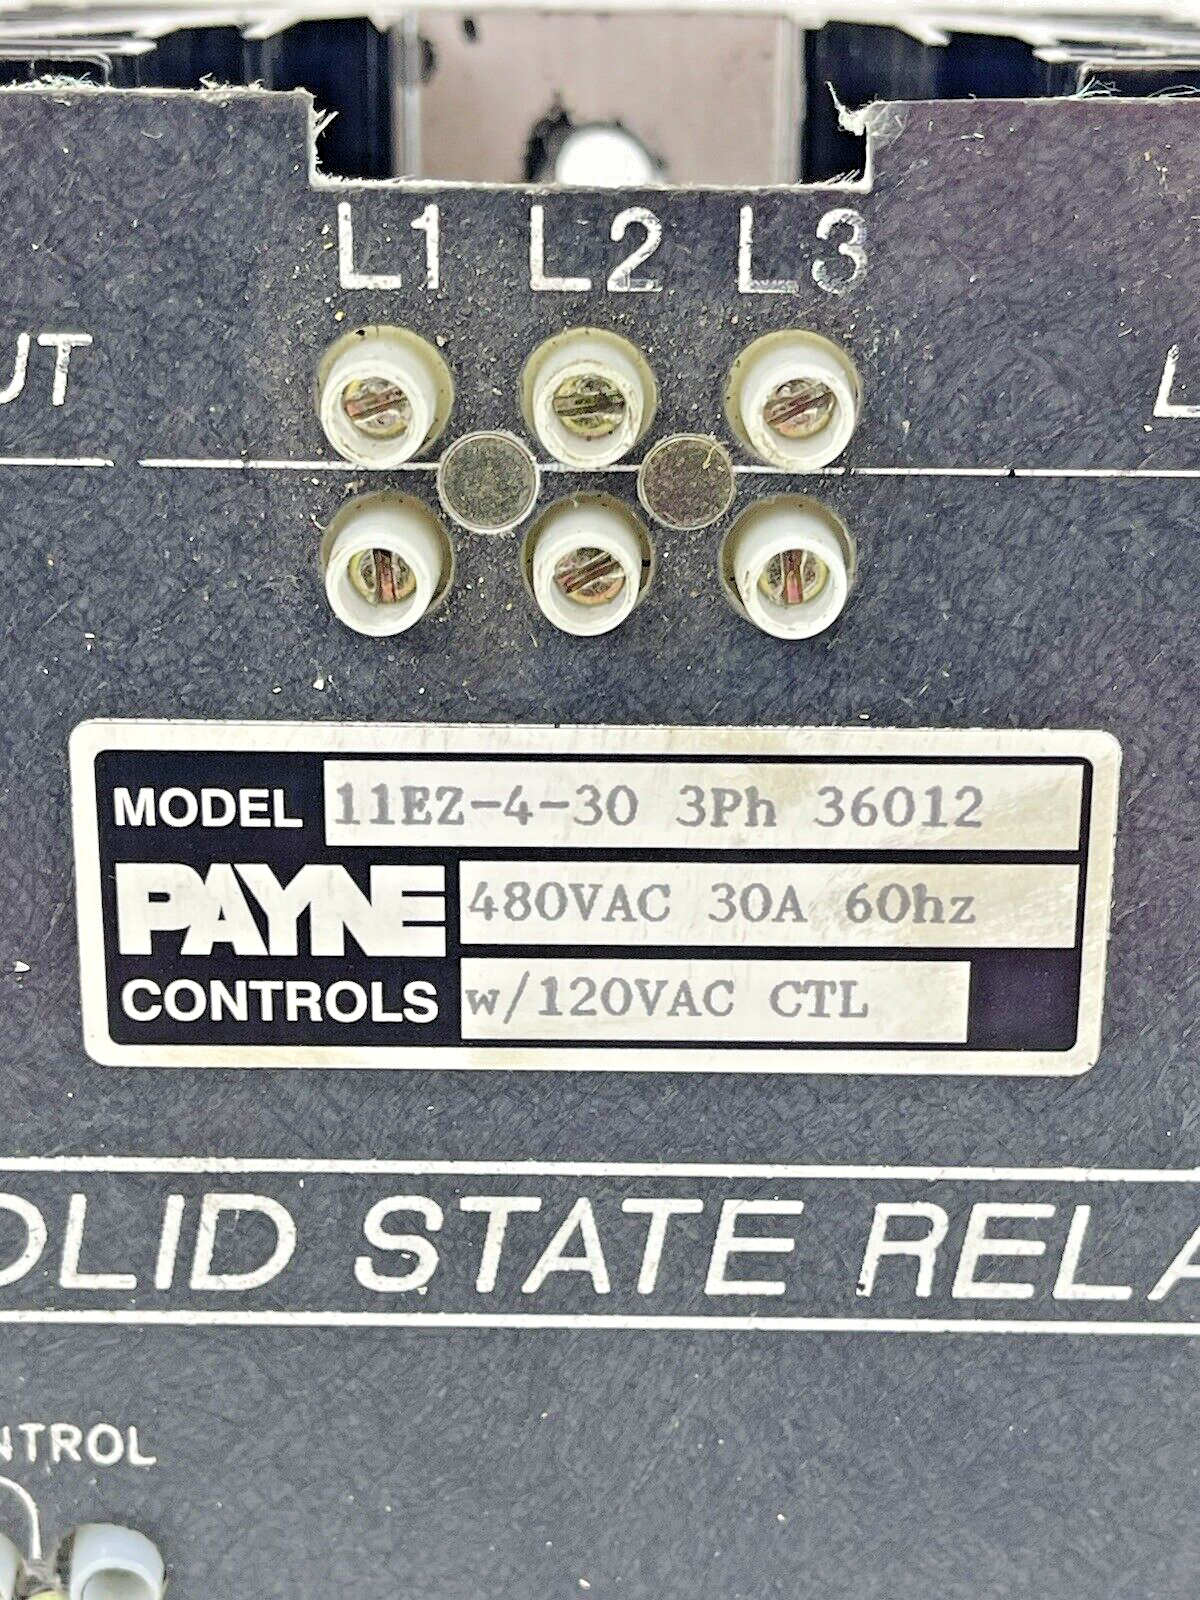 L1 L2 L3
UT L
MODEL 11EZ-4-30 3Ph 36012
PAYNE 480VAC 30A 60hz
CONTROLS w/120VAC CTL
OLID STATE RELA
NTROL